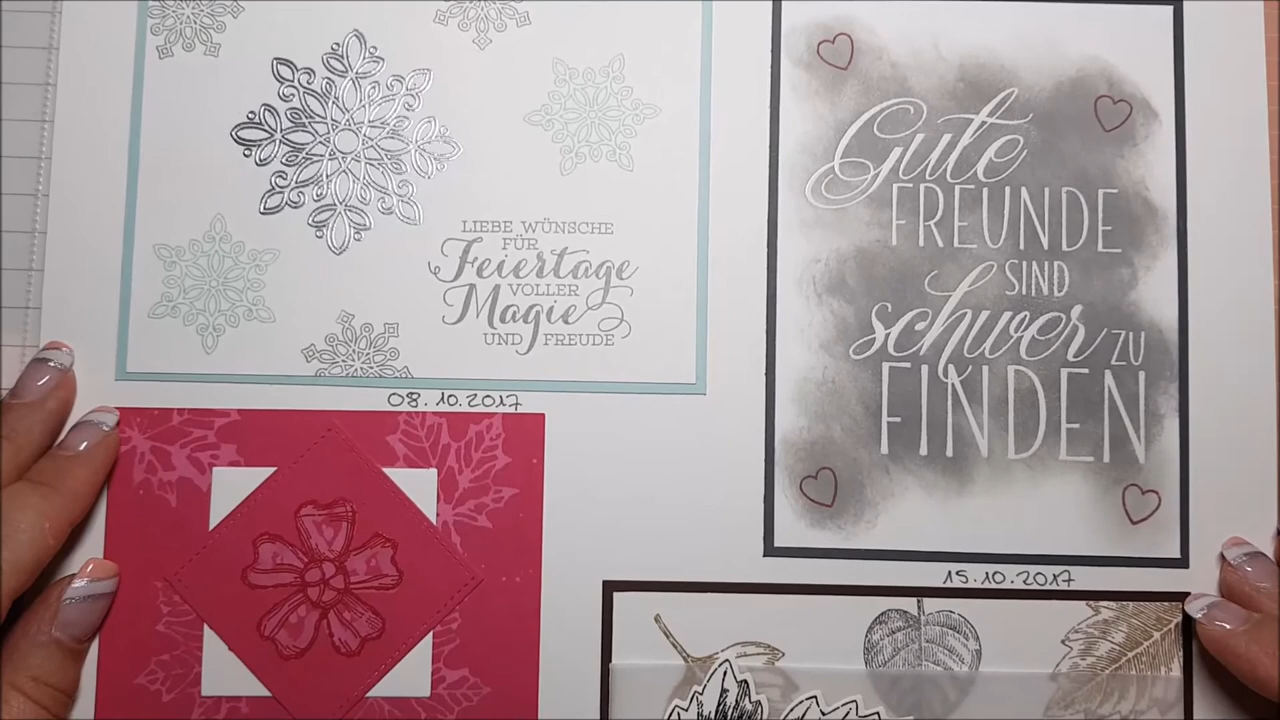 LIEBE WÜNSCHE
FÜR
Feiertage
VOLLER
Magie
UND FREUDE
08.10.2017
Gute
FREUNDE
SIND
schwer ZU
FINDEN
15.10.2017